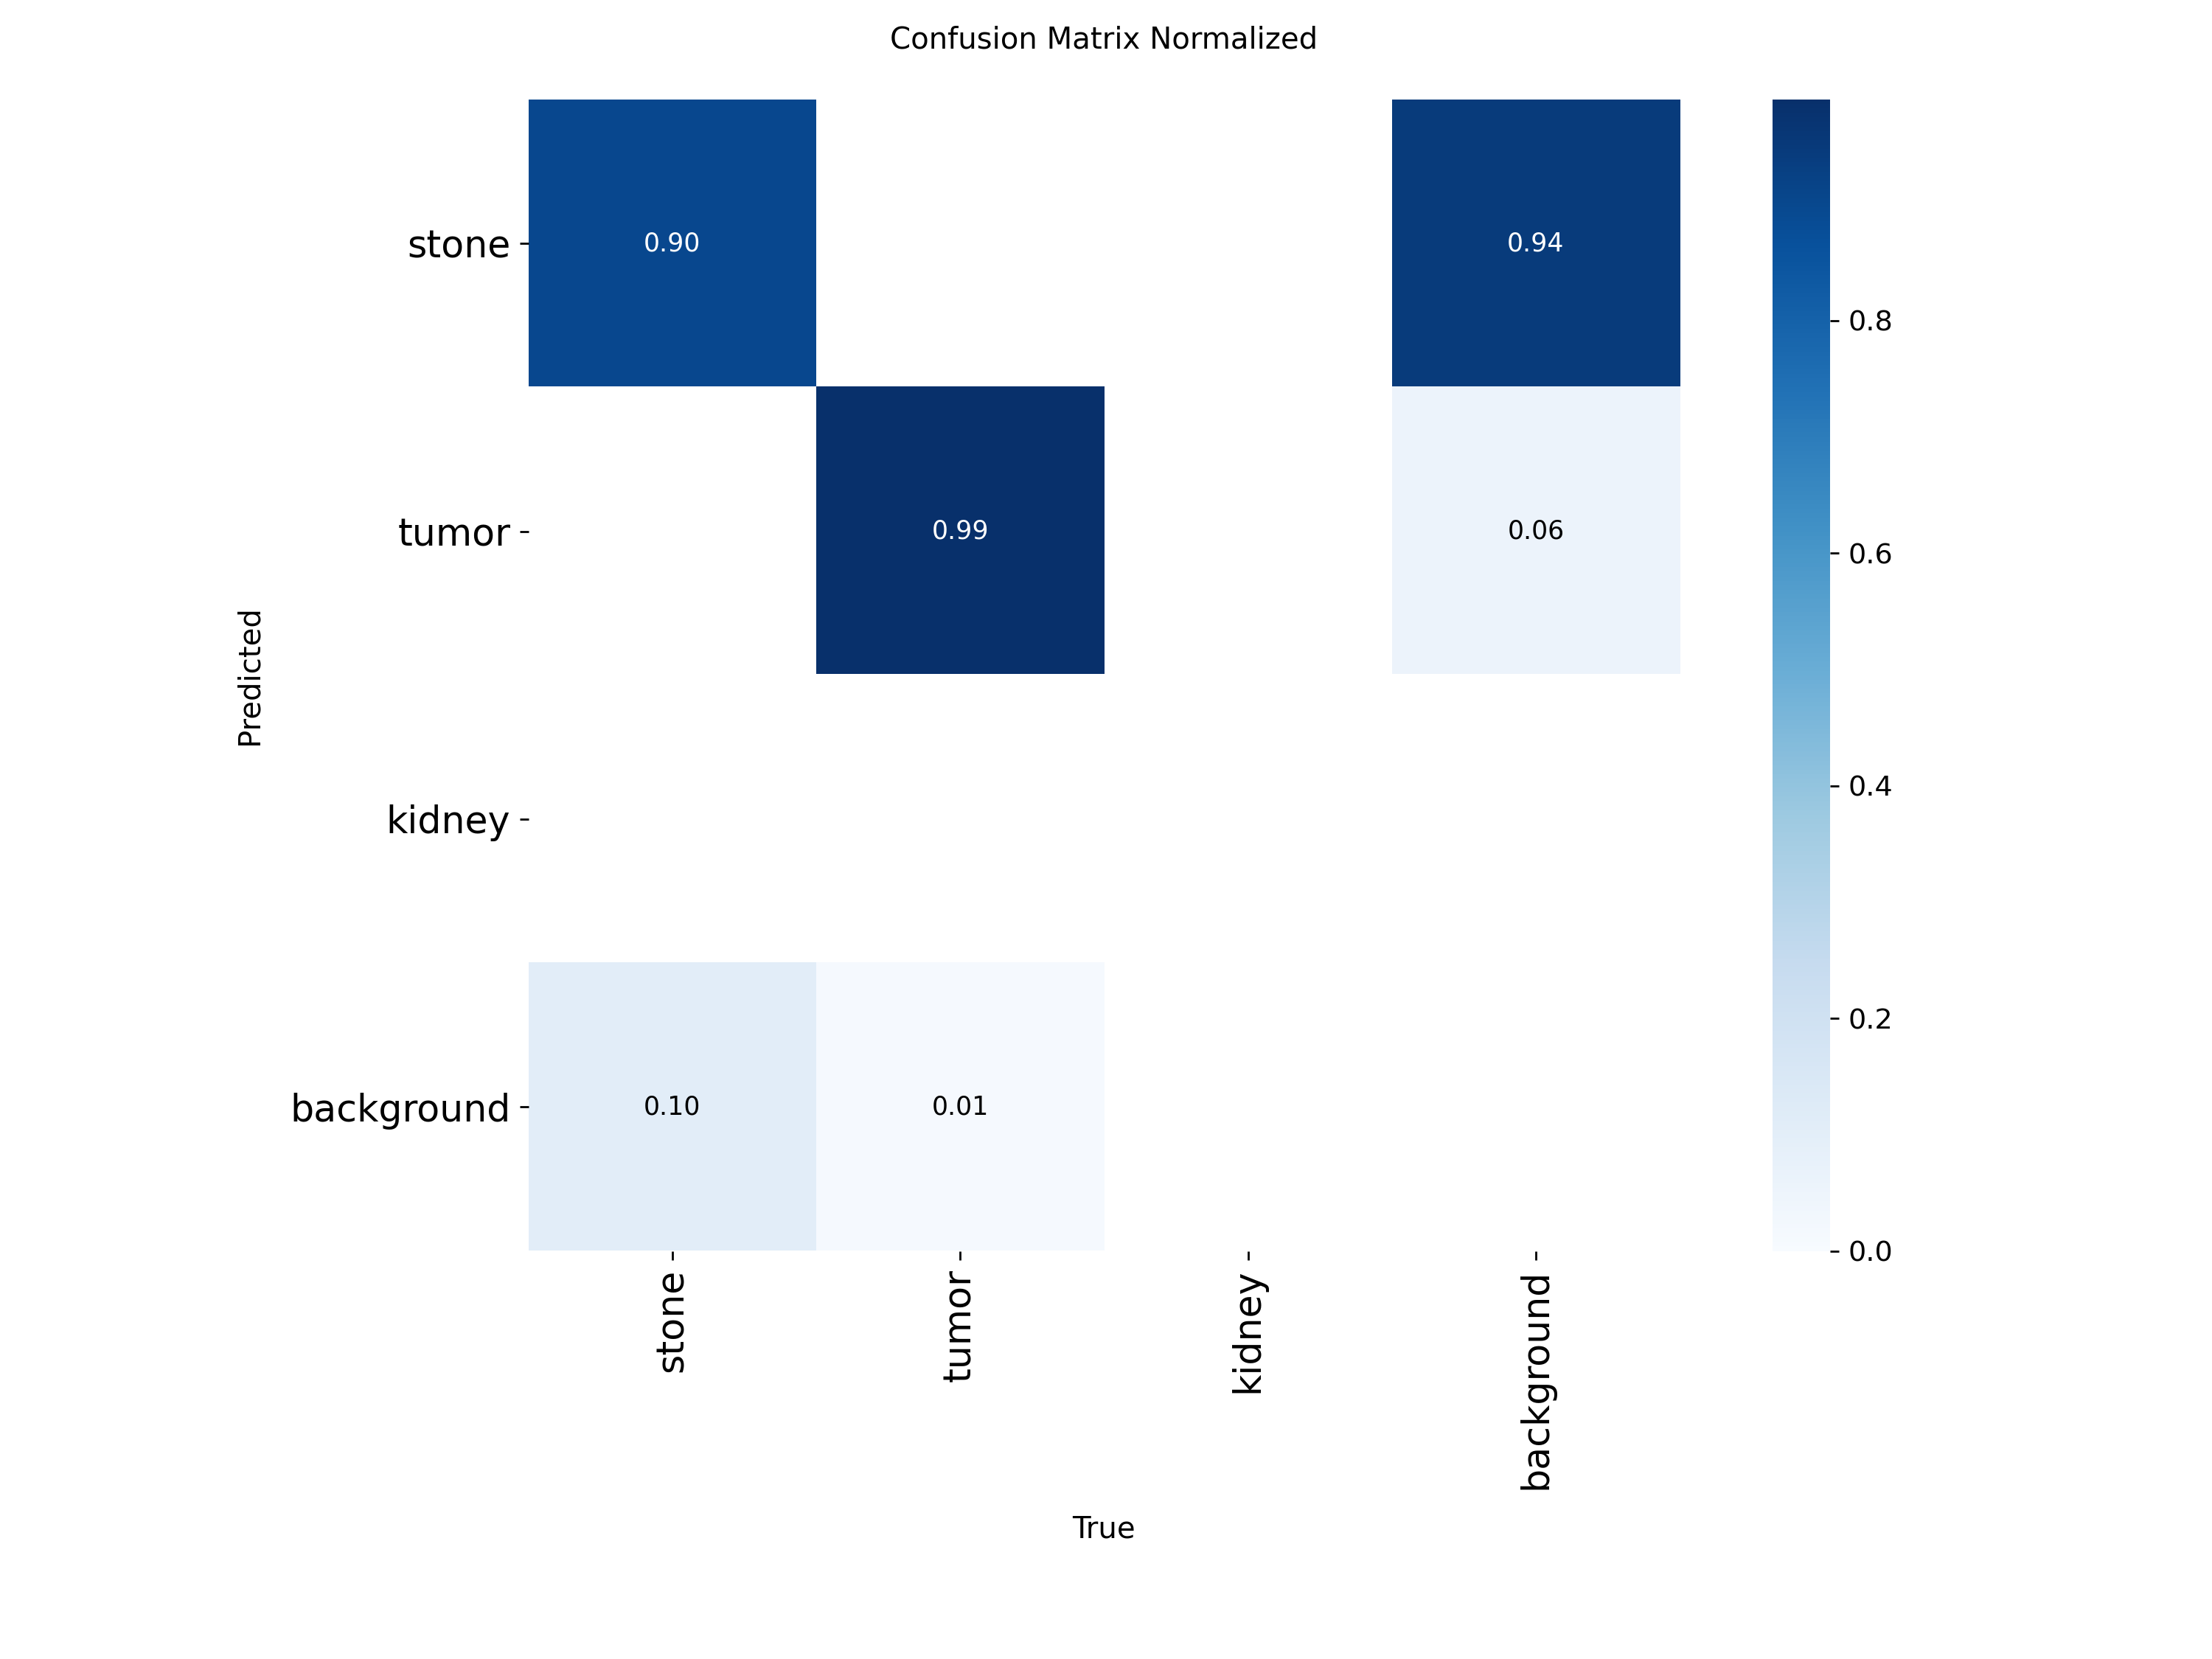 Confusion Matrix Normalized
stone
0.90
0.94
0.8
tumor
0.99
0.06
0.6
Predicted
kidney
0.4
background
0.10
0.01
0.2
0.0
stone
tumor
kidney
background
True